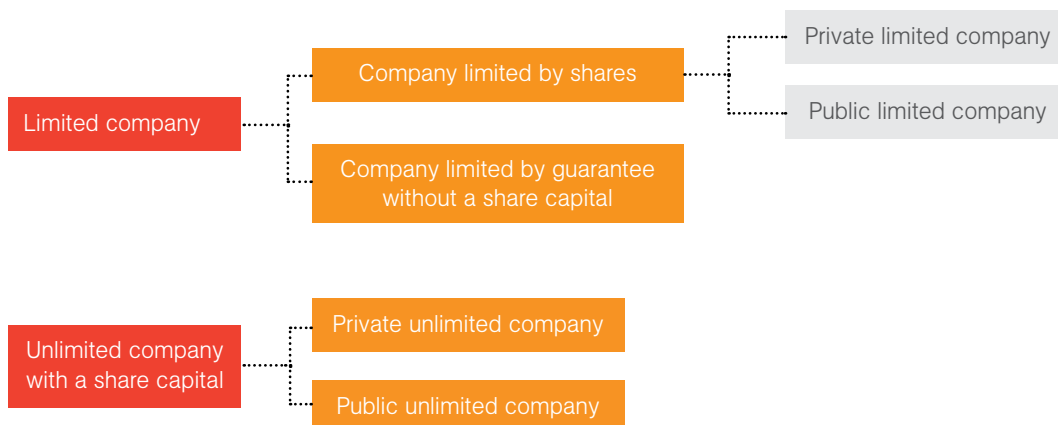 Limited company
Company limited by shares
Private limited company
Public limited company
Company limited by guarantee
without a share capital
Unlimited company
with a share capital
Private unlimited company
Public unlimited company